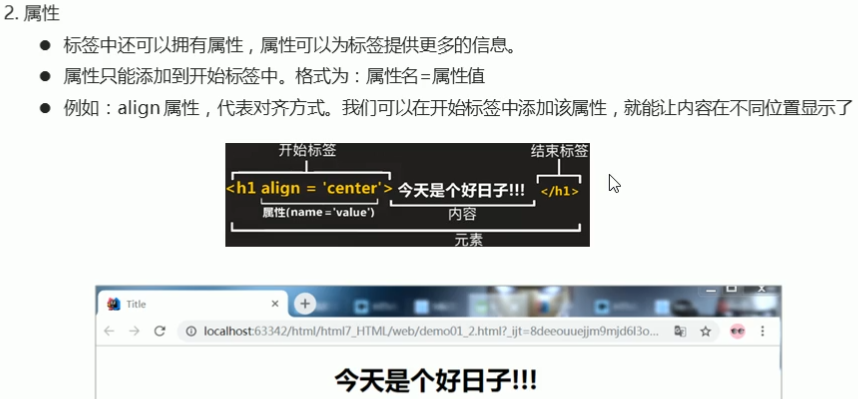 2. 属性
● 标签中还可以拥有属性，属性可以为标签提供更多的信息。
● 属性只能添加到开始标签中。格式为：属性名=属性值
● 例如：align 属性，代表对齐方式。我们可以在开始标签中添加该属性，就能让内容在不同位置显示了
开始标签 结束标签
<h1 align = 'center'> 今天是个好日子!!! </h1>
属性(name='value') 内容
元素
Title
localhost:63342/html/html7_HTML/web/demo01_2.html?_ijt=8deeouuejjm9mjd6l3o...
今天是个好日子!!!